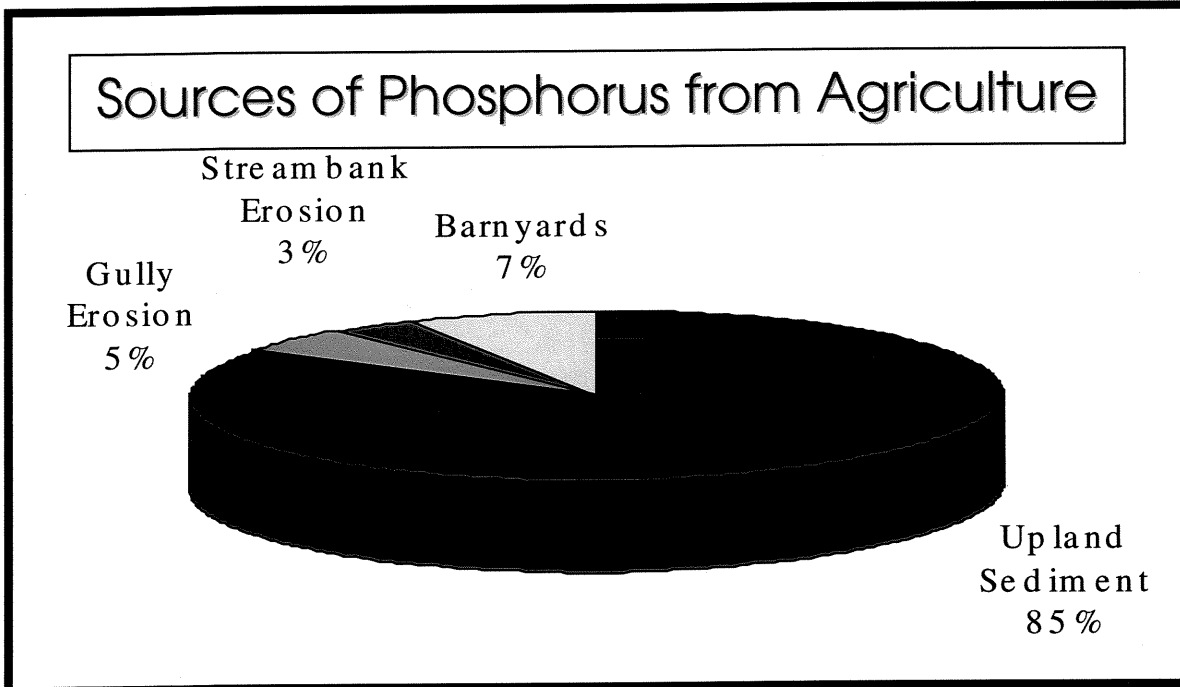 Sources of Phosphorus from Agriculture
Streambank
Erosion
3%
Barnyards
7%
Gully
Erosion
5%
Upland
Sediment
85%